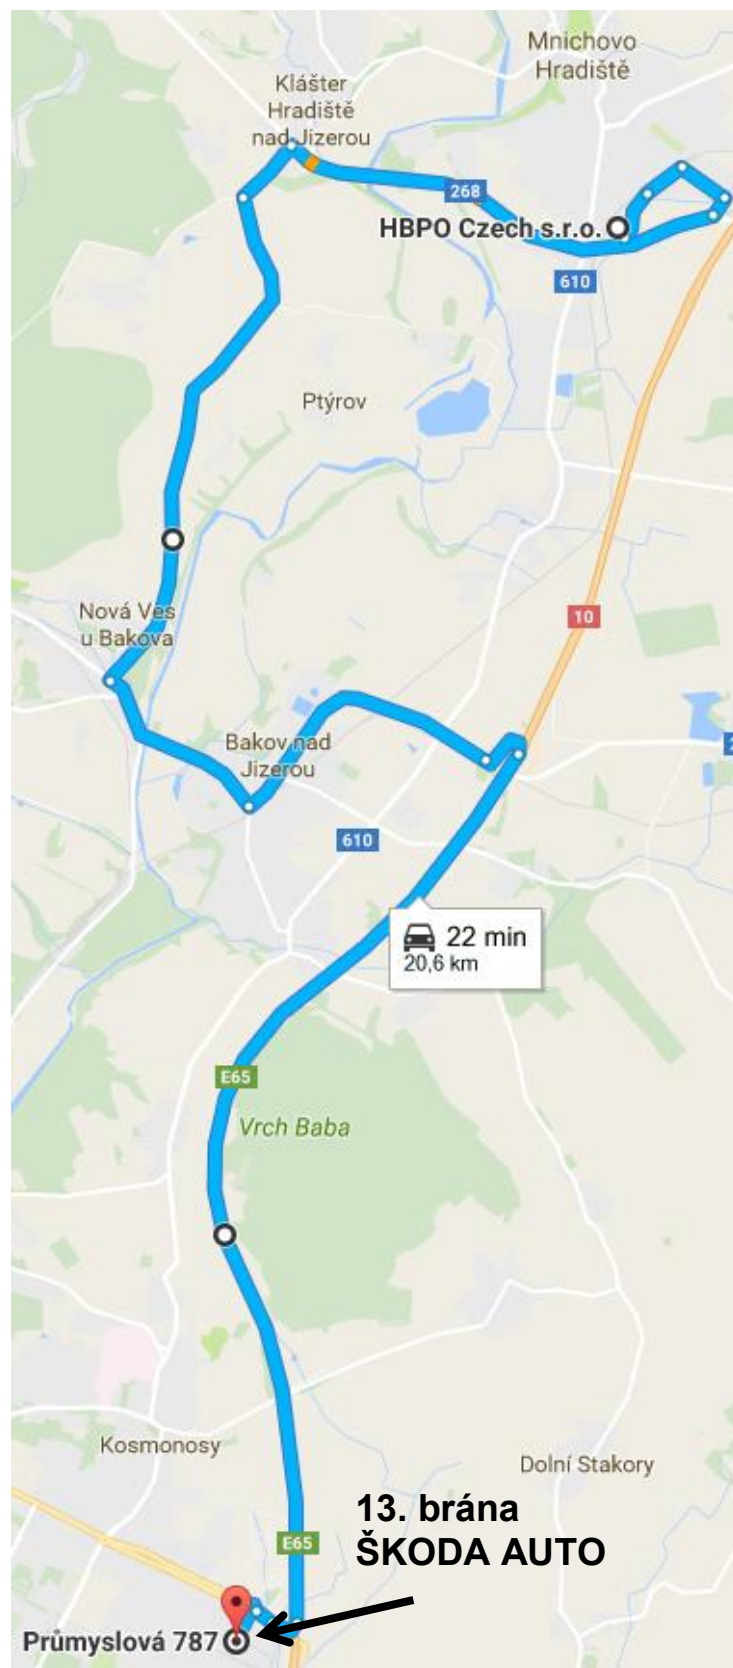 Mnichovo
Hradiště
Klášter
Hradiště
nad Jizerou
268
HBPO Czech s.r.o.
610
Ptýrov
10
Nová Ves
u Bakova
Bakov nad
Jizerou
2
610
22 min
20,6 km
E65
Vrch Baba
Kosmonosy
Dolní Stakory
13. brána
ŠKODA AUTO
E65
Průmyslová 787